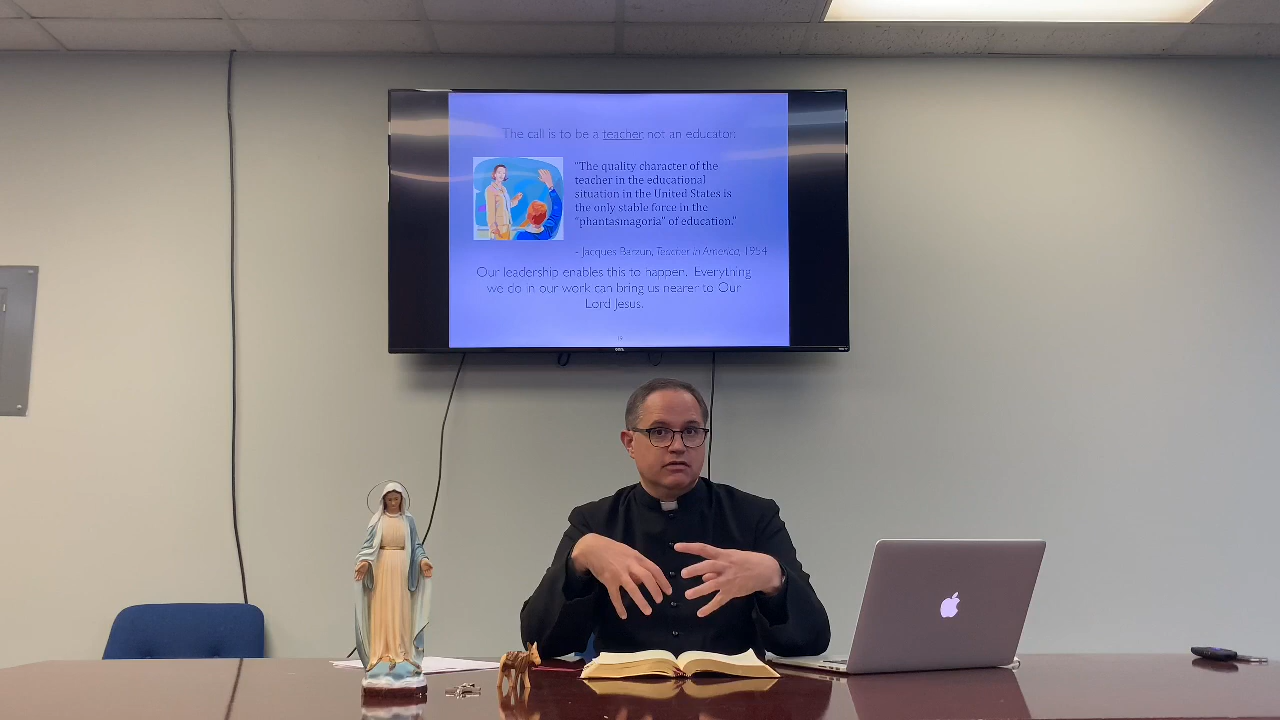 The call is to be a teacher not an educator:
"The quality character of the
teacher in the educational
situation in the United States is
the only stable force in the
"phantasmagoria" of education."
- Jacques Barzun, Teacher in America, 1954
Our leadership enables this to happen. Everything
we do in our work can bring us nearer to Our
Lord Jesus.